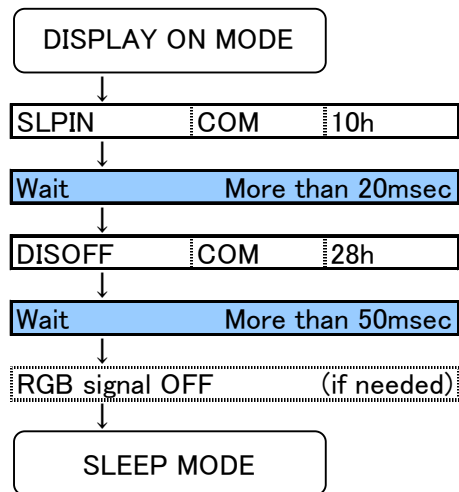 DISPLAY ON MODE
↓
SLPIN COM 10h
↓
Wait More than 20msec
↓
DISOFF COM 28h
↓
Wait More than 50msec
↓
RGB signal OFF (if needed)
↓
SLEEP MODE